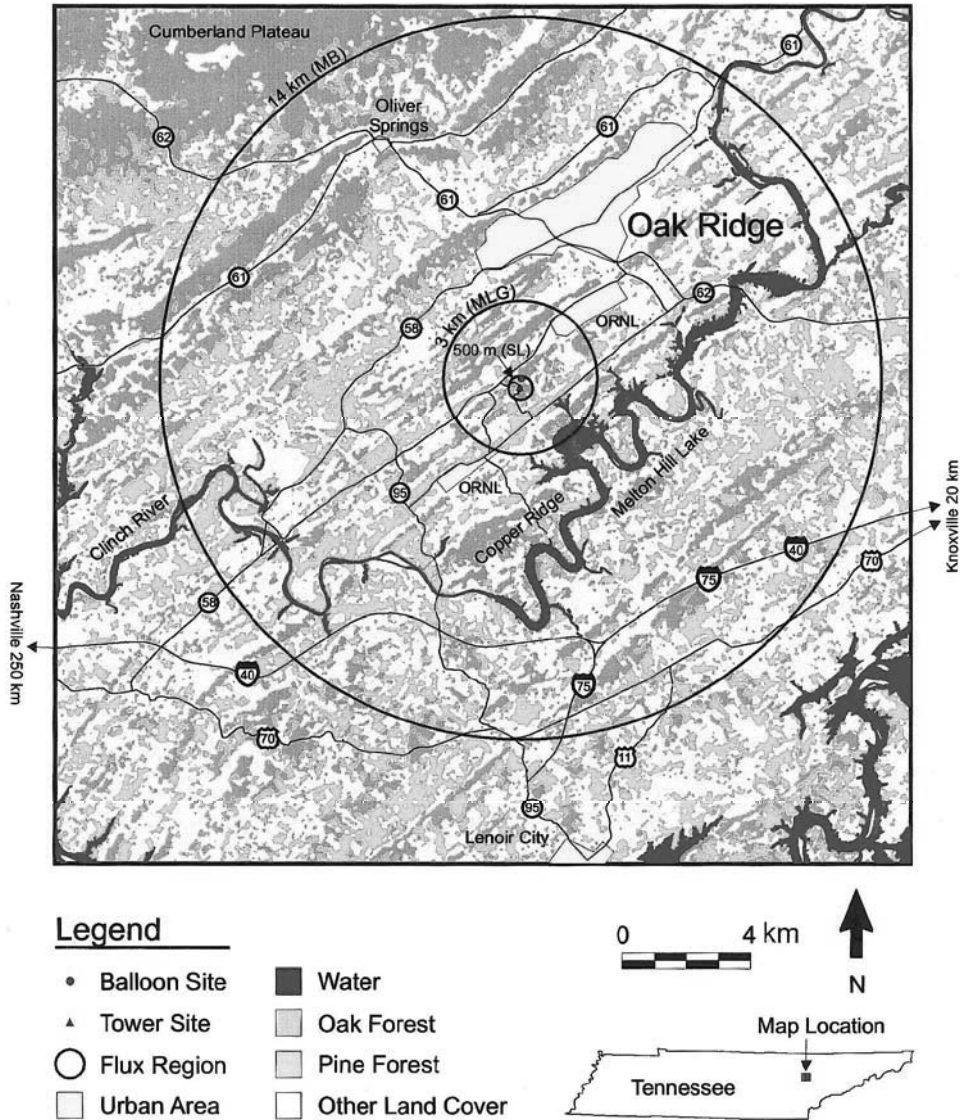 Cumberland Plateau
61
14 km (MB)
62
Oliver
Springs
61
61
Oak Ridge
61
62
3 km (MLG)
58
ORNL
500 m (SL)
95
ORNL
Melton Hill Lake
Copper Ridge
Clinch River
Knoxville 20 km
40
75
70
58
Nashville 250 km
40
75
70
11
95
Lenoir City
Legend
0 4 km
N
Balloon Site
Tower Site
Flux Region
Urban Area
Water
Oak Forest
Pine Forest
Other Land Cover
Map Location
Tennessee